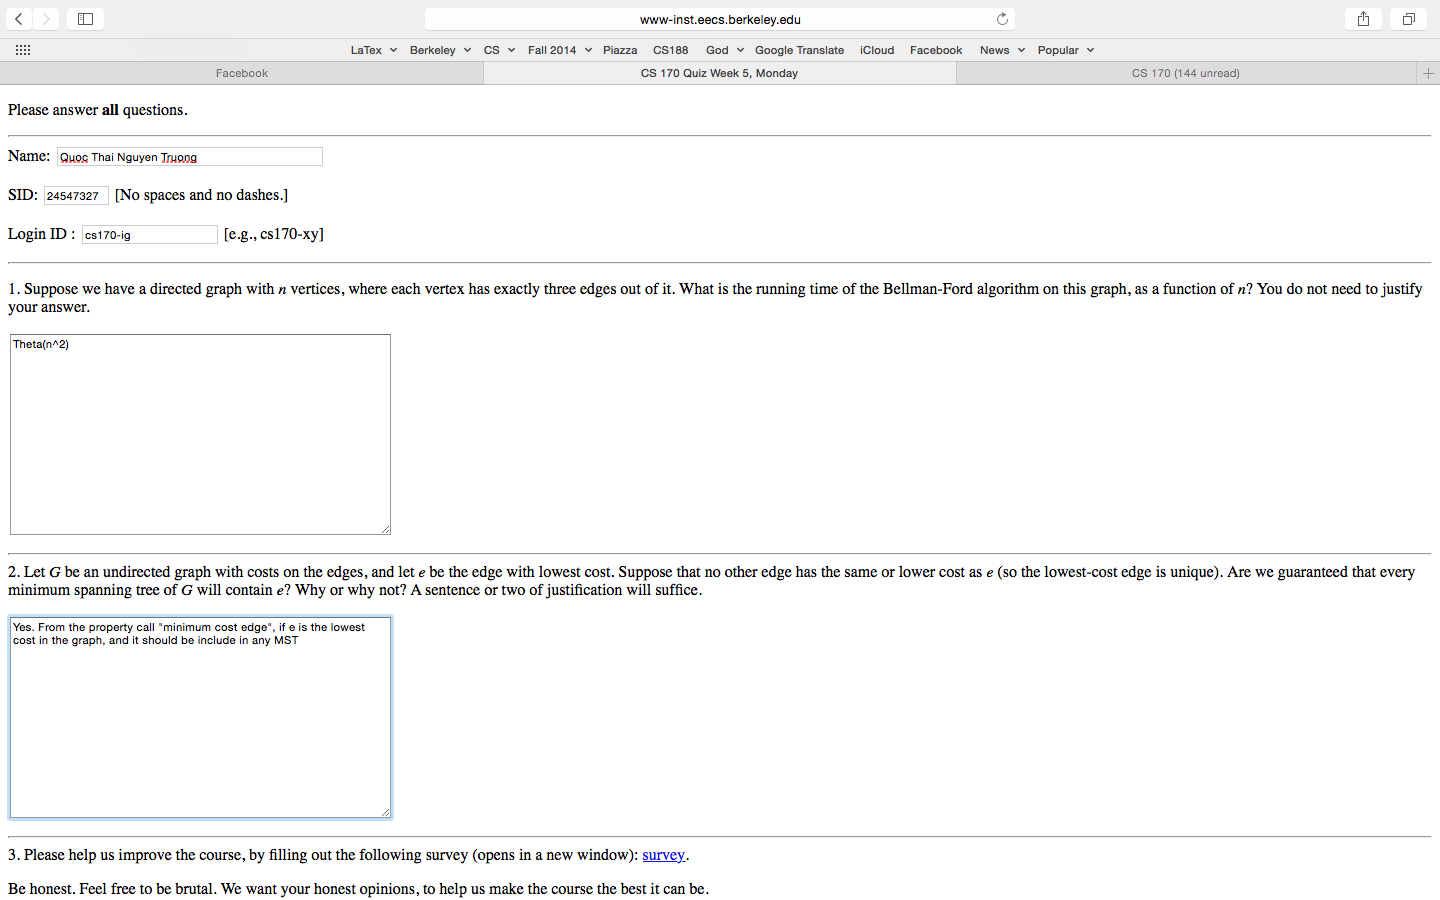 www-inst.eecs.berkeley.edu
LaTex Berkeley CS Fall 2014 Piazza CS188 God Google Translate iCloud Facebook News Popular
Facebook CS 170 Quiz Week 5, Monday CS 170 (144 unread)
Please answer all questions.
Name: Quoc Thai Nguyen Truong
SID: 24547327 [No spaces and no dashes.]
Login ID : cs170-ig [e.g., cs170-xy]
1. Suppose we have a directed graph with n vertices, where each vertex has exactly three edges out of it. What is the running time of the Bellman-Ford algorithm on this graph, as a function of n? You do not need to justify
your answer.
Theta(n^2)
2. Let G be an undirected graph with costs on the edges, and let e be the edge with lowest cost. Suppose that no other edge has the same or lower cost as e (so the lowest-cost edge is unique). Are we guaranteed that every
minimum spanning tree of G will contain e? Why or why not? A sentence or two of justification will suffice.
Yes. From the property call "minimum cost edge", if e is the lowest
cost in the graph, and it should be include in any MST
3. Please help us improve the course, by filling out the following survey (opens in a new window): survey.
Be honest. Feel free to be brutal. We want your honest opinions, to help us make the course the best it can be.